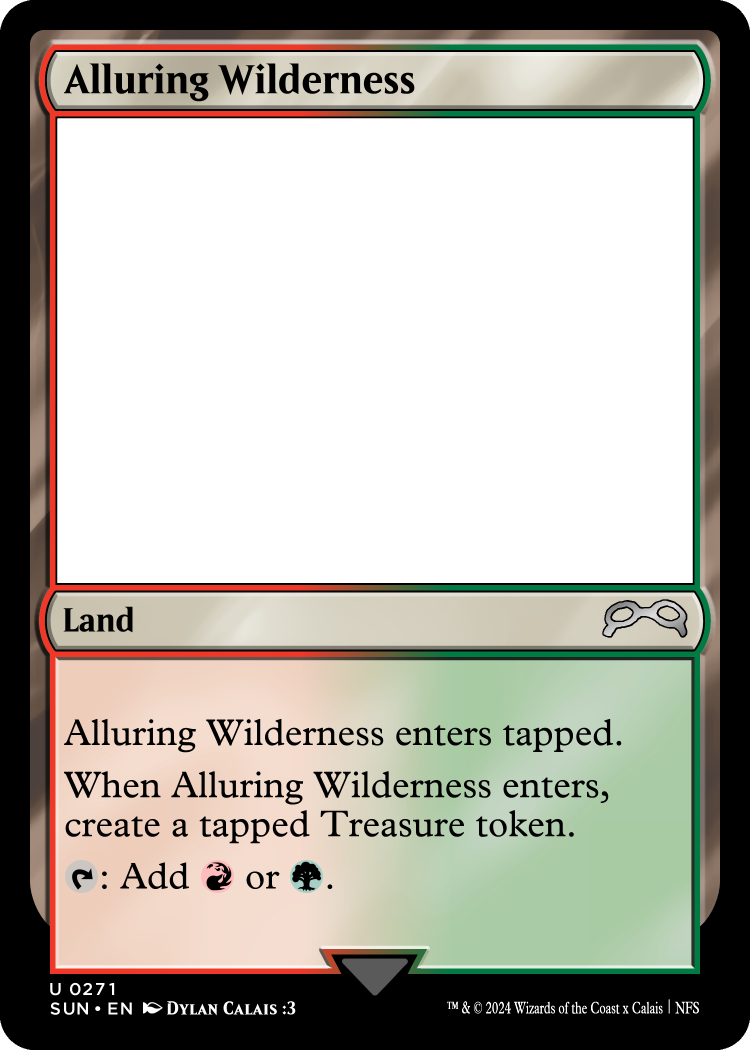 Alluring Wilderness
Land
Alluring Wilderness enters tapped.
When Alluring Wilderness enters,
create a tapped Treasure token.
: Add or .
U 0271
SUN • EN Dylan Calais :3
™ & © 2024 Wizards of the Coast x Calais | NFS